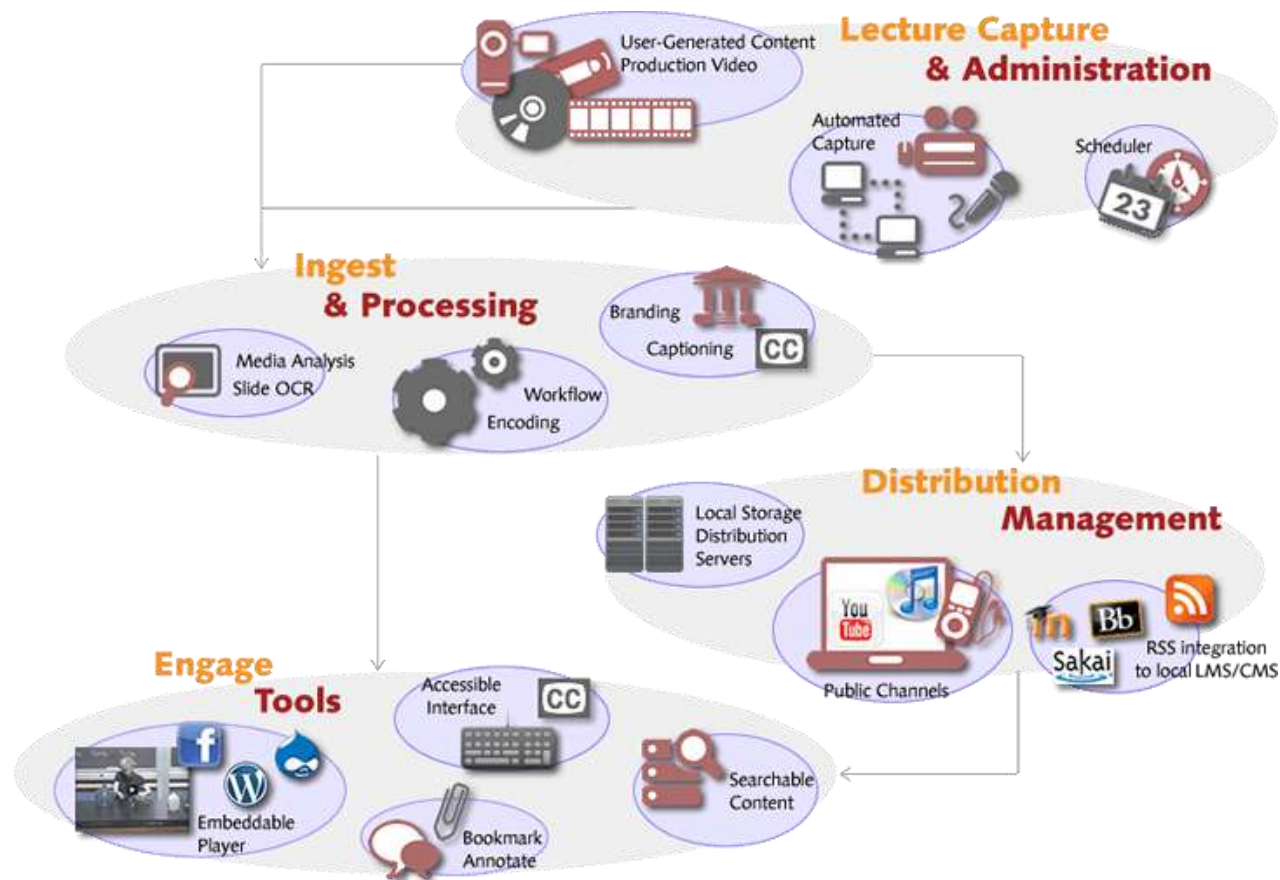 Lecture Capture
& Administration
User-Generated Content
Production Video
Automated
Capture
Scheduler
23
Ingest
& Processing
Branding
Captioning
CC
Media Analysis
Slide OCR
Workflow
Encoding
Distribution
Management
Local Storage
Distribution
Servers
You
Tube
Public Channels
m
Bb
Sakai
RSS integration
to local LMS/CMS
Engage
Tools
Accessible
Interface
CC
f
W
Embeddable
Player
Bookmark
Annotate
Searchable
Content